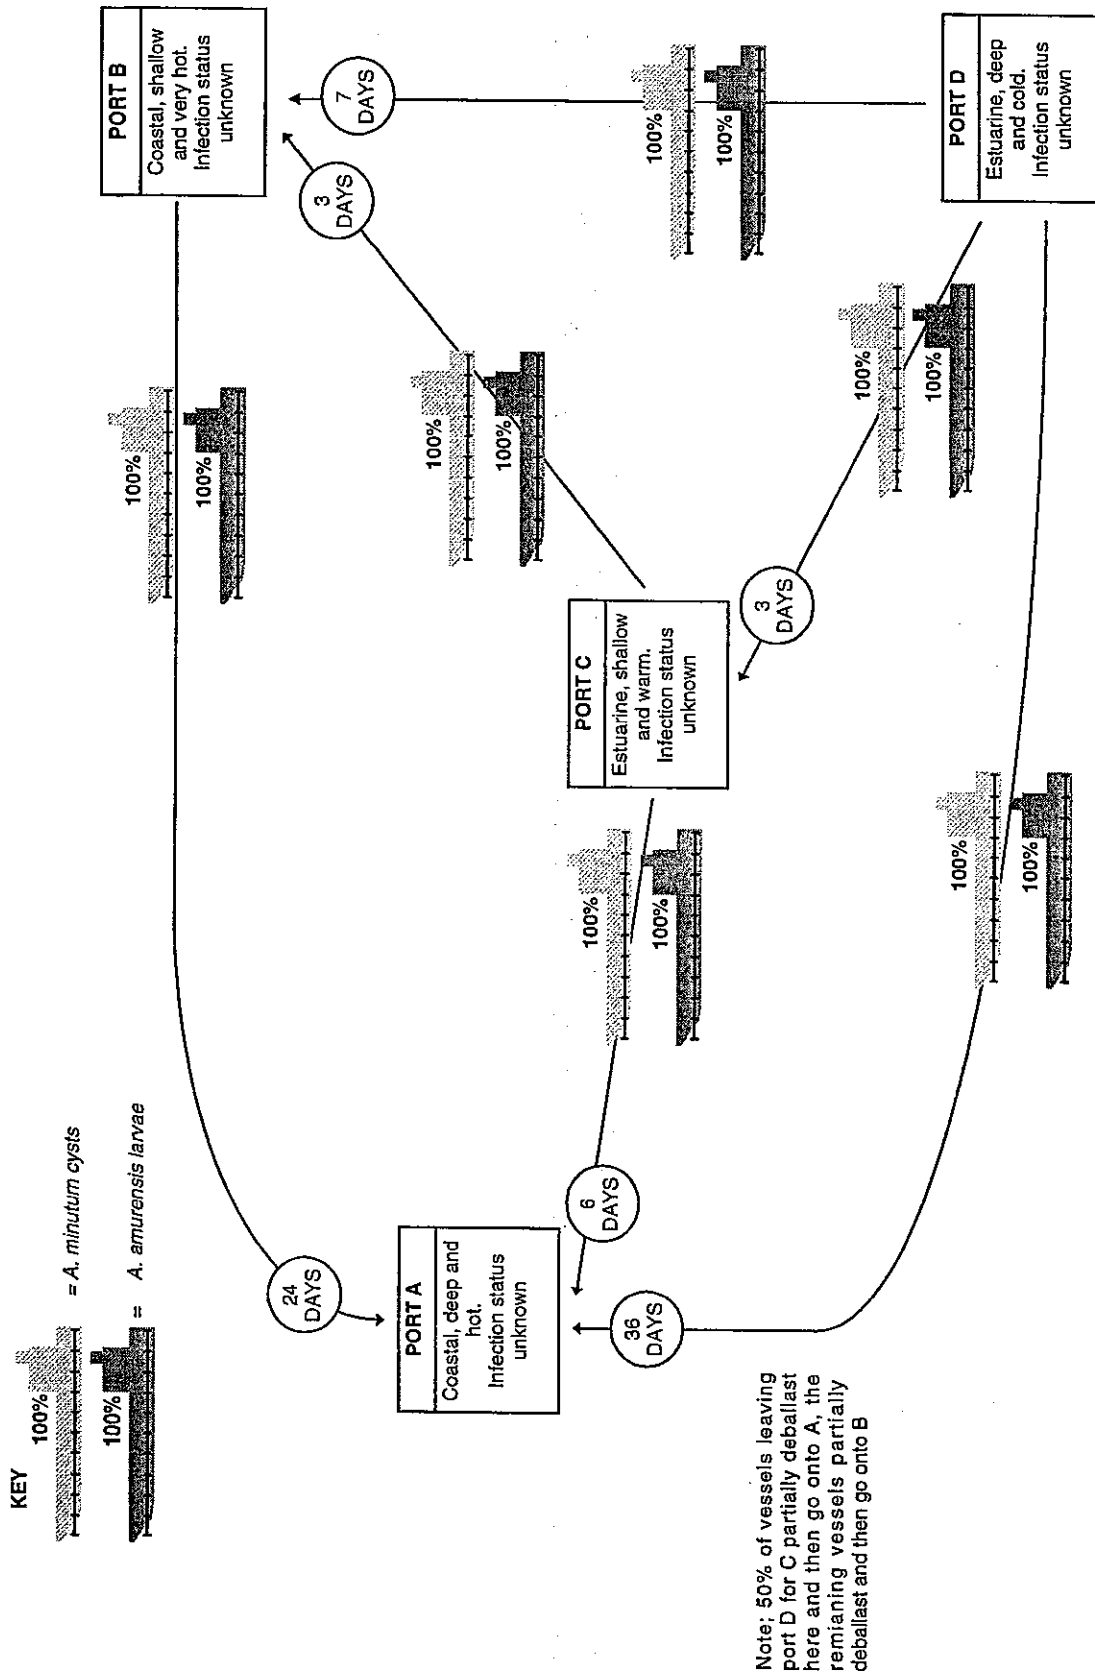 KEY
100%
= A. minutum cysts
100%
= A. amurensis larvae
PORT B
Coastal, shallow
and very hot.
Infection status
unknown
100%
100%
24
DAYS
3
DAYS
7
DAYS
100%
100%
100%
100%
PORT A
Coastal, deep and
hot.
Infection status
unknown
PORT C
Estuarine, shallow
and warm.
Infection status
unknown
6
DAYS
100%
100%
3
DAYS
100%
100%
36
DAYS
100%
100%
PORT D
Estuarine, deep
and cold.
Infection status
unknown
Note; 50% of vessels leaving
port D for C partially deballast
here and then go onto A, the
remianing vessels partially
deballast and then go onto B